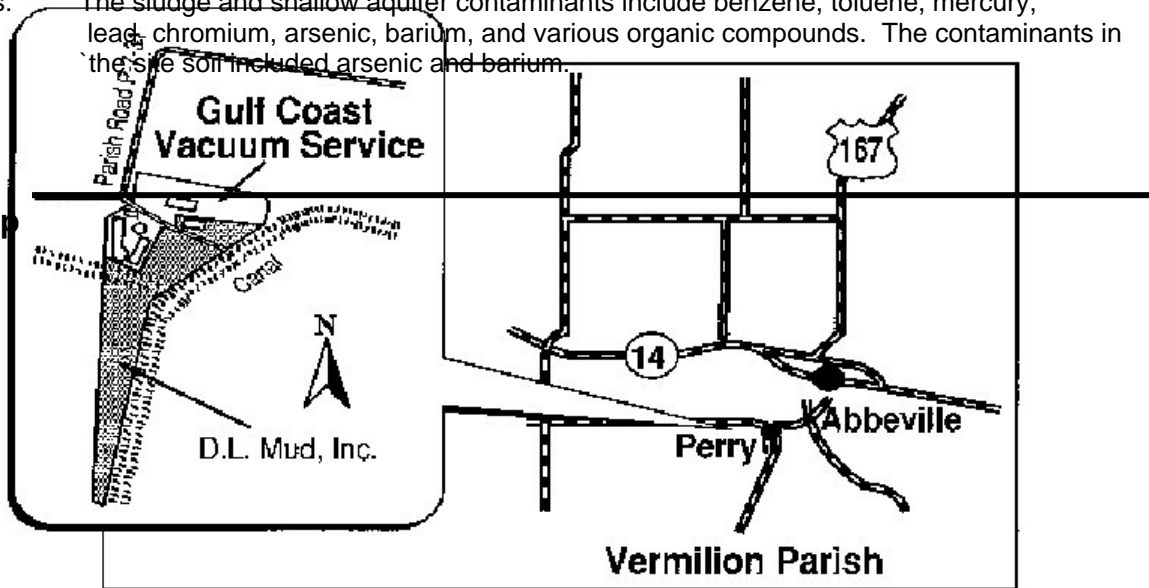 s. The sludge and shallow aquifer contaminants include benzene, toluene, mercury,
lead, chromium, arsenic, barium, and various organic compounds. The contaminants in
`the site soil included arsenic and barium.
Parish Road
Gulf Coast
Vacuum Service
167
p
Canal
N
14
D.L. Mud, Inc.
Abbeville
Perry
Vermilion Parish